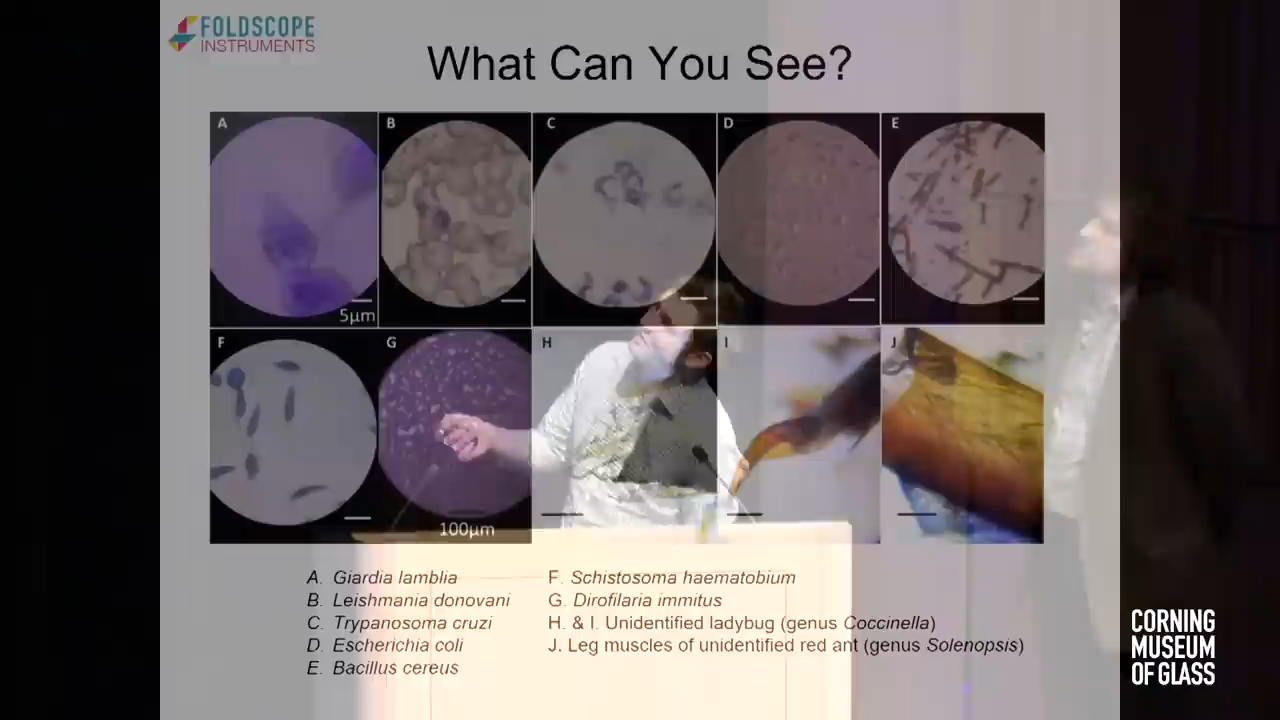 FOLDSCOPE
INSTRUMENTS
What Can You See?
A
B
C
D
E
5µm
F
G
H
I
J
100µm
A. Giardia lamblia
B. Leishmania donovani
C. Trypanosoma cruzi
D. Escherichia coli
E. Bacillus cereus
F. Schistosoma haematobium
G. Dirofilaria immitus
H. & I. Unidentified ladybug (genus Coccinella)
J. Leg muscles of unidentified red ant (genus Solenopsis)
CORNING
MUSEUM
OF GLASS